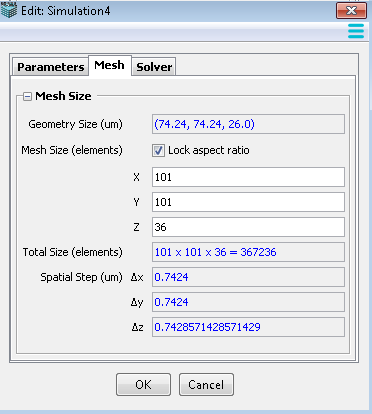 Edit: Simulation4
Parameters Mesh Solver
Mesh Size
Geometry Size (um) (74.24, 74.24, 26.0)
Mesh Size (elements) Lock aspect ratio
X 101
Y 101
Z 36
Total Size (elements) 101 x 101 x 36 = 367236
Spatial Step (um) Δx 0.7424
Δy 0.7424
Δz 0.7428571428571429
OK Cancel